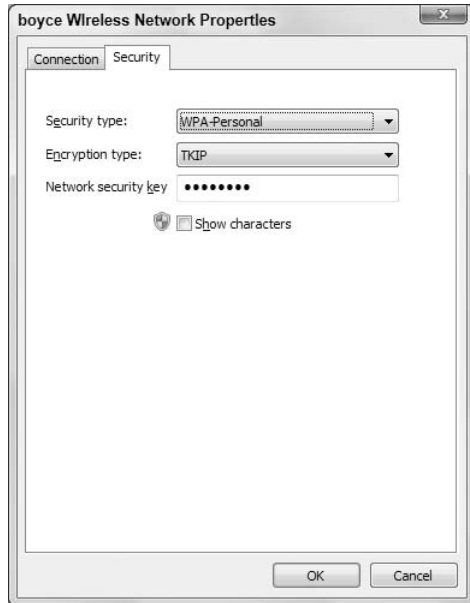 boyce WIreless Network PropertIes
x
Connection Security
Security type: WPA-Personal
Encryption type: TKIP
Network security key ••••••••
Show characters
OK Cancel